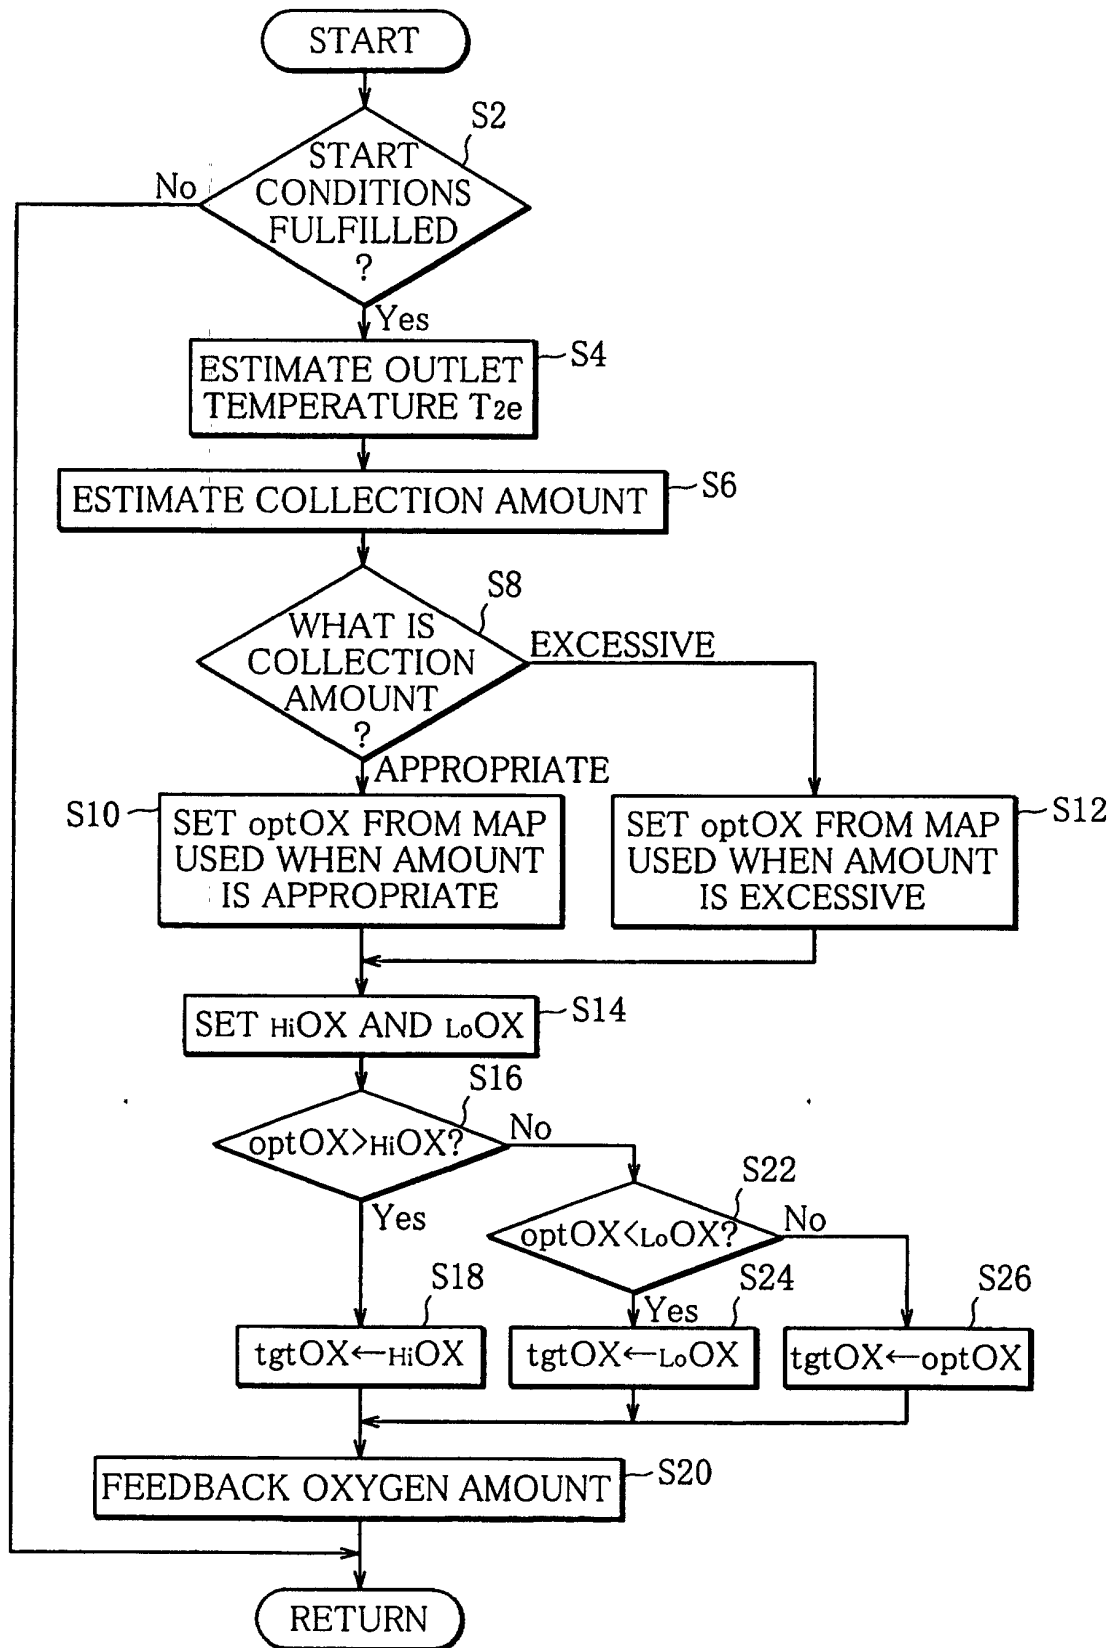 START
S2
START
CONDITIONS
FULFILLED
?
No
Yes
S4
ESTIMATE OUTLET
TEMPERATURE T2e
S6
ESTIMATE COLLECTION AMOUNT
S8
WHAT IS
COLLECTION
AMOUNT
?
EXCESSIVE
APPROPRIATE
S10
SET optOX FROM MAP
USED WHEN AMOUNT
IS APPROPRIATE
S12
SET optOX FROM MAP
USED WHEN AMOUNT
IS EXCESSIVE
S14
SET HiOX AND LoOX
S16
optOX>HiOX?
No
Yes
S22
optOX<LoOX?
No
Yes
S18
tgtOX←HiOX
S24
tgtOX←LoOX
S26
tgtOX←optOX
S20
FEEDBACK OXYGEN AMOUNT
RETURN